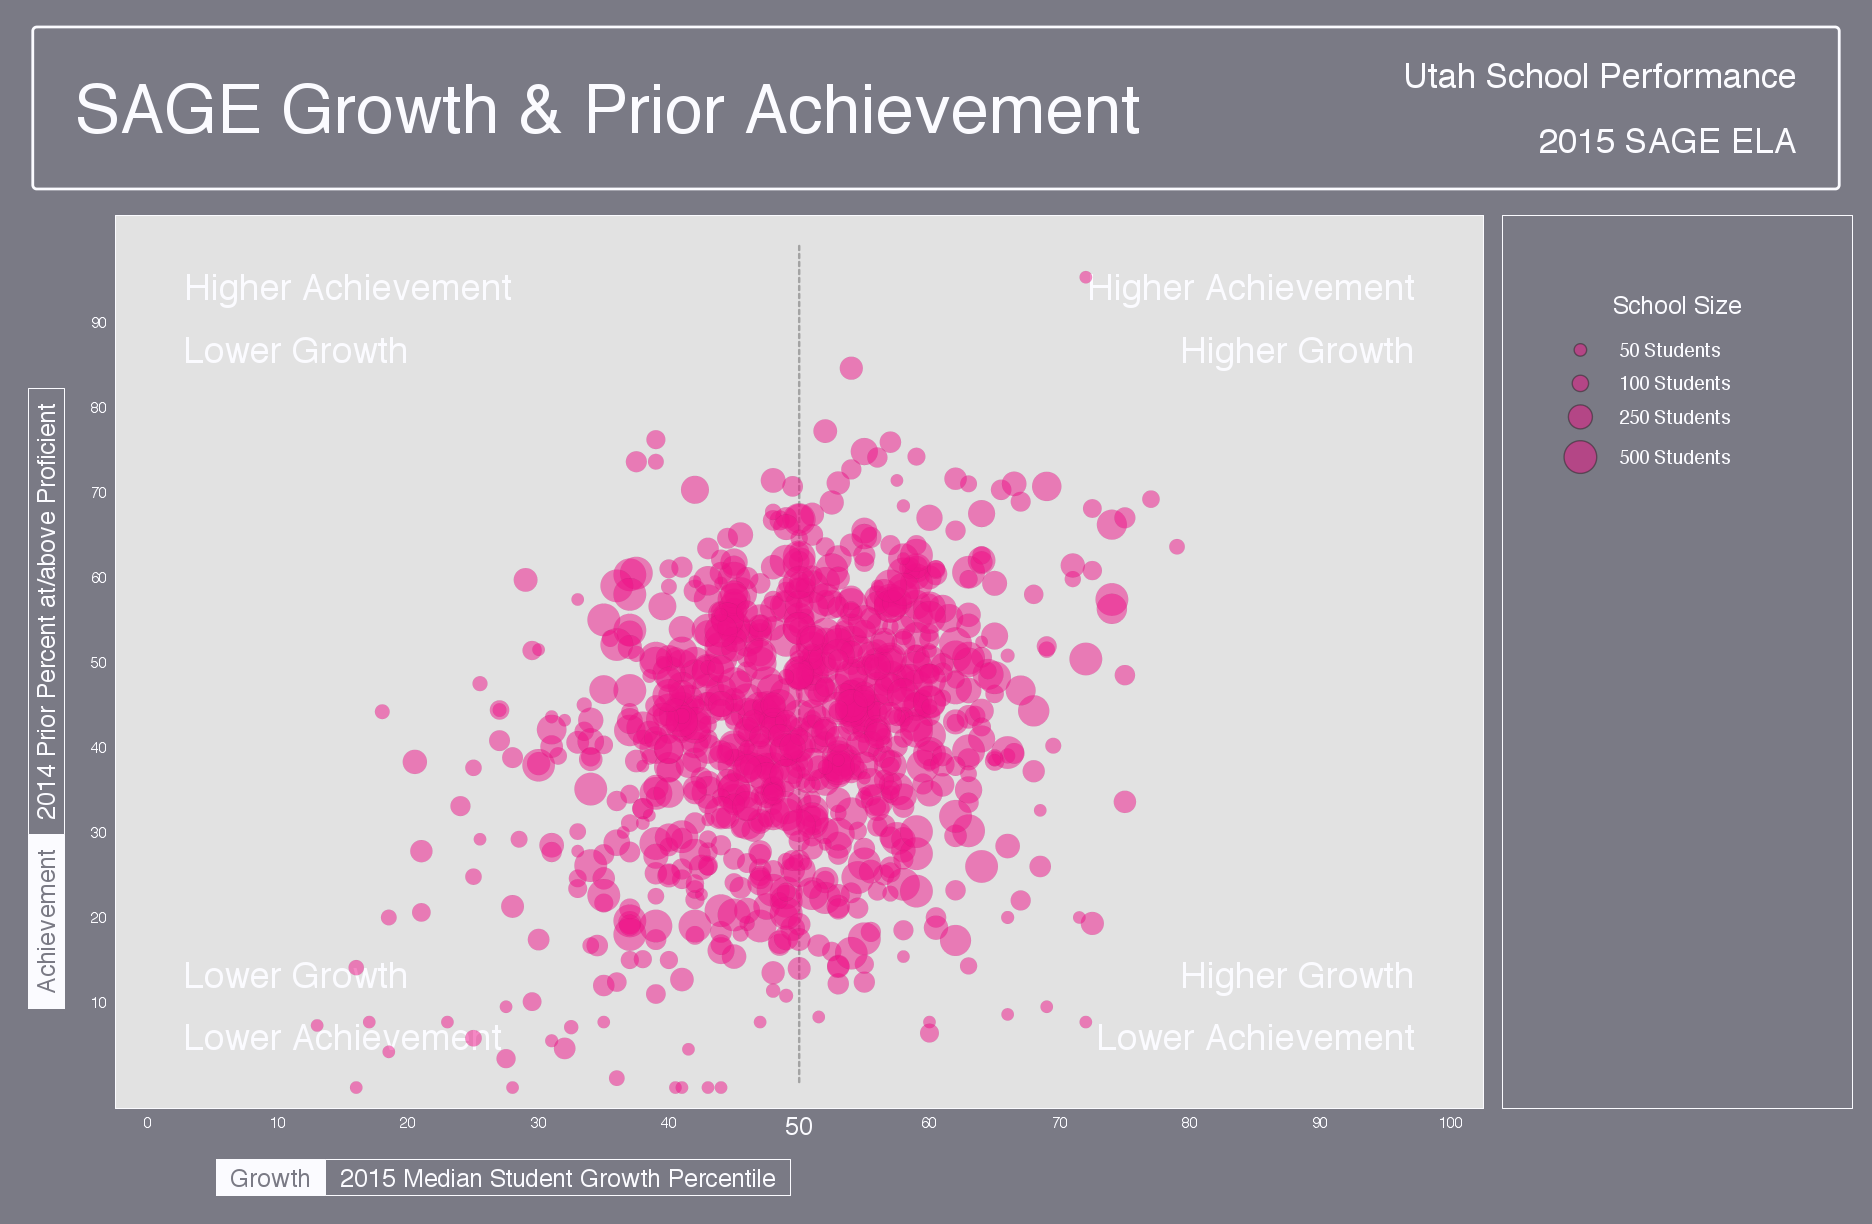 SAGE Growth & Prior Achievement
Utah School Performance
2015 SAGE ELA
Higher Achievement
Lower Growth
Higher Achievement
Higher Growth
Lower Growth
Lower Achievement
Higher Growth
Lower Achievement
90
80
70
60
50
40
30
20
10
2014 Prior Percent at/above Proficient
Achievement
0
10
20
30
40
50
60
70
80
90
100
Growth
2015 Median Student Growth Percentile
School Size
50 Students
100 Students
250 Students
500 Students